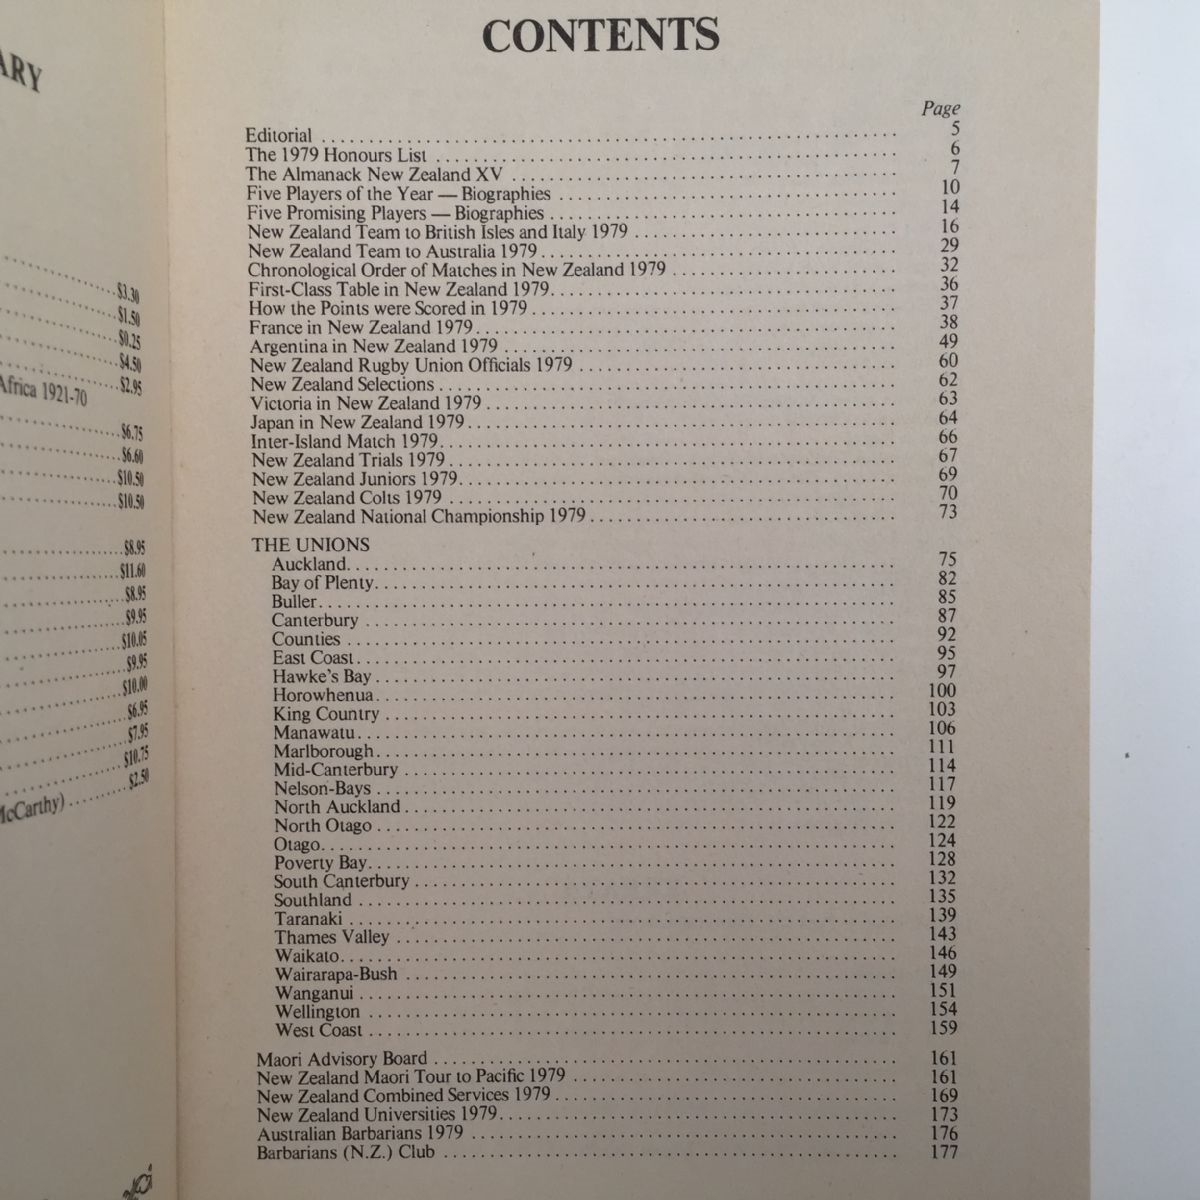 ARY
$3.30
$1.50
$0.25
$4.50
$2.95
Africa 1921-70
$6.75
$6.60
$10.50
$10.50
$8.95
$11.60
$8.95
$9.95
$10.05
$9.95
$10.00
$6.95
$7.95
$10.75
McCarthy) $2.50
CONTENTS
Page
Editorial 5
The 1979 Honours List 6
The Almanack New Zealand XV 7
Five Players of the Year — Biographies 10
Five Promising Players — Biographies 14
New Zealand Team to British Isles and Italy 1979 16
New Zealand Team to Australia 1979 29
Chronological Order of Matches in New Zealand 1979 32
First-Class Table in New Zealand 1979 36
How the Points were Scored in 1979 37
France in New Zealand 1979 38
Argentina in New Zealand 1979 49
New Zealand Rugby Union Officials 1979 60
New Zealand Selections 62
Victoria in New Zealand 1979 63
Japan in New Zealand 1979 64
Inter-Island Match 1979 66
New Zealand Trials 1979 67
New Zealand Juniors 1979 69
New Zealand Colts 1979 70
New Zealand National Championship 1979 73
THE UNIONS
Auckland 75
Bay of Plenty 82
Buller 85
Canterbury 87
Counties 92
East Coast 95
Hawke's Bay 97
Horowhenua 100
King Country 103
Manawatu 106
Marlborough 111
Mid-Canterbury 114
Nelson-Bays 117
North Auckland 119
North Otago 122
Otago 124
Poverty Bay 128
South Canterbury 132
Southland 135
Taranaki 139
Thames Valley 143
Waikato 146
Wairarapa-Bush 149
Wanganui 151
Wellington 154
West Coast 159
Maori Advisory Board 161
New Zealand Maori Tour to Pacific 1979 161
New Zealand Combined Services 1979 169
New Zealand Universities 1979 173
Australian Barbarians 1979 176
Barbarians (N.Z.) Club 177